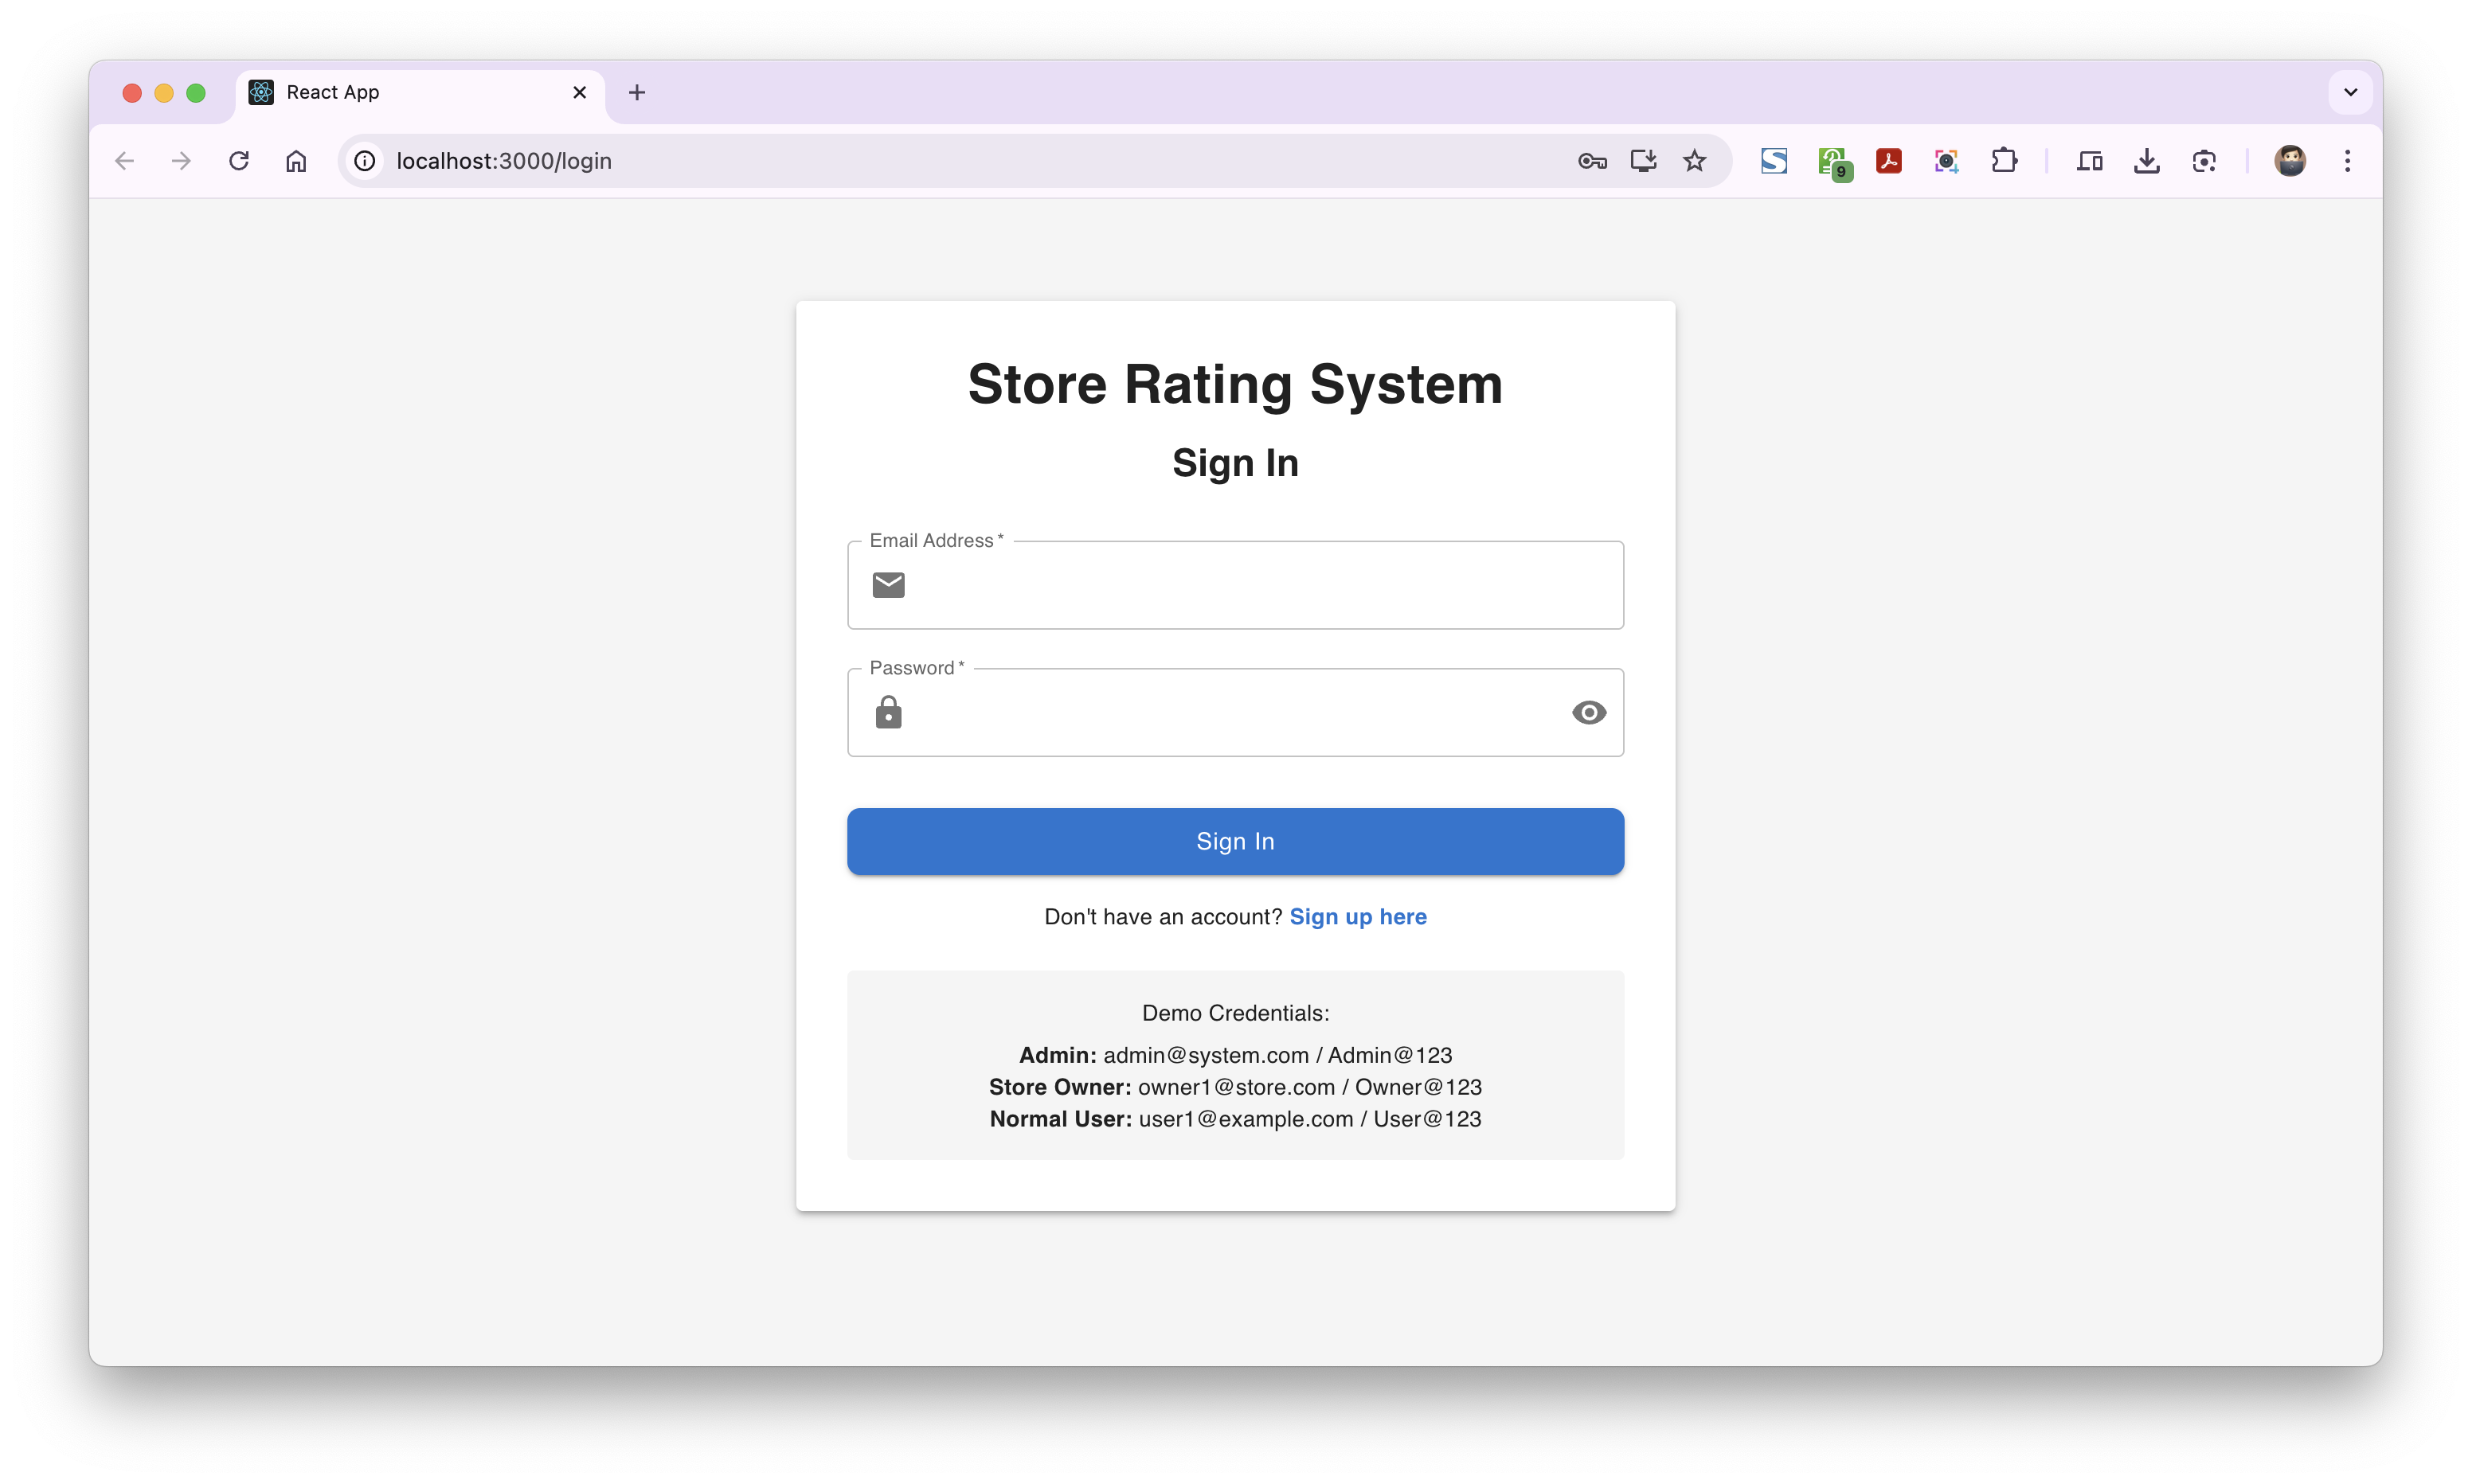 React App
localhost:3000/login
9
Store Rating System
Sign In
Email Address *
Password *
Sign In
Don't have an account? Sign up here
Demo Credentials:
Admin: admin@system.com / Admin@123
Store Owner: owner1@store.com / Owner@123
Normal User: user1@example.com / User@123